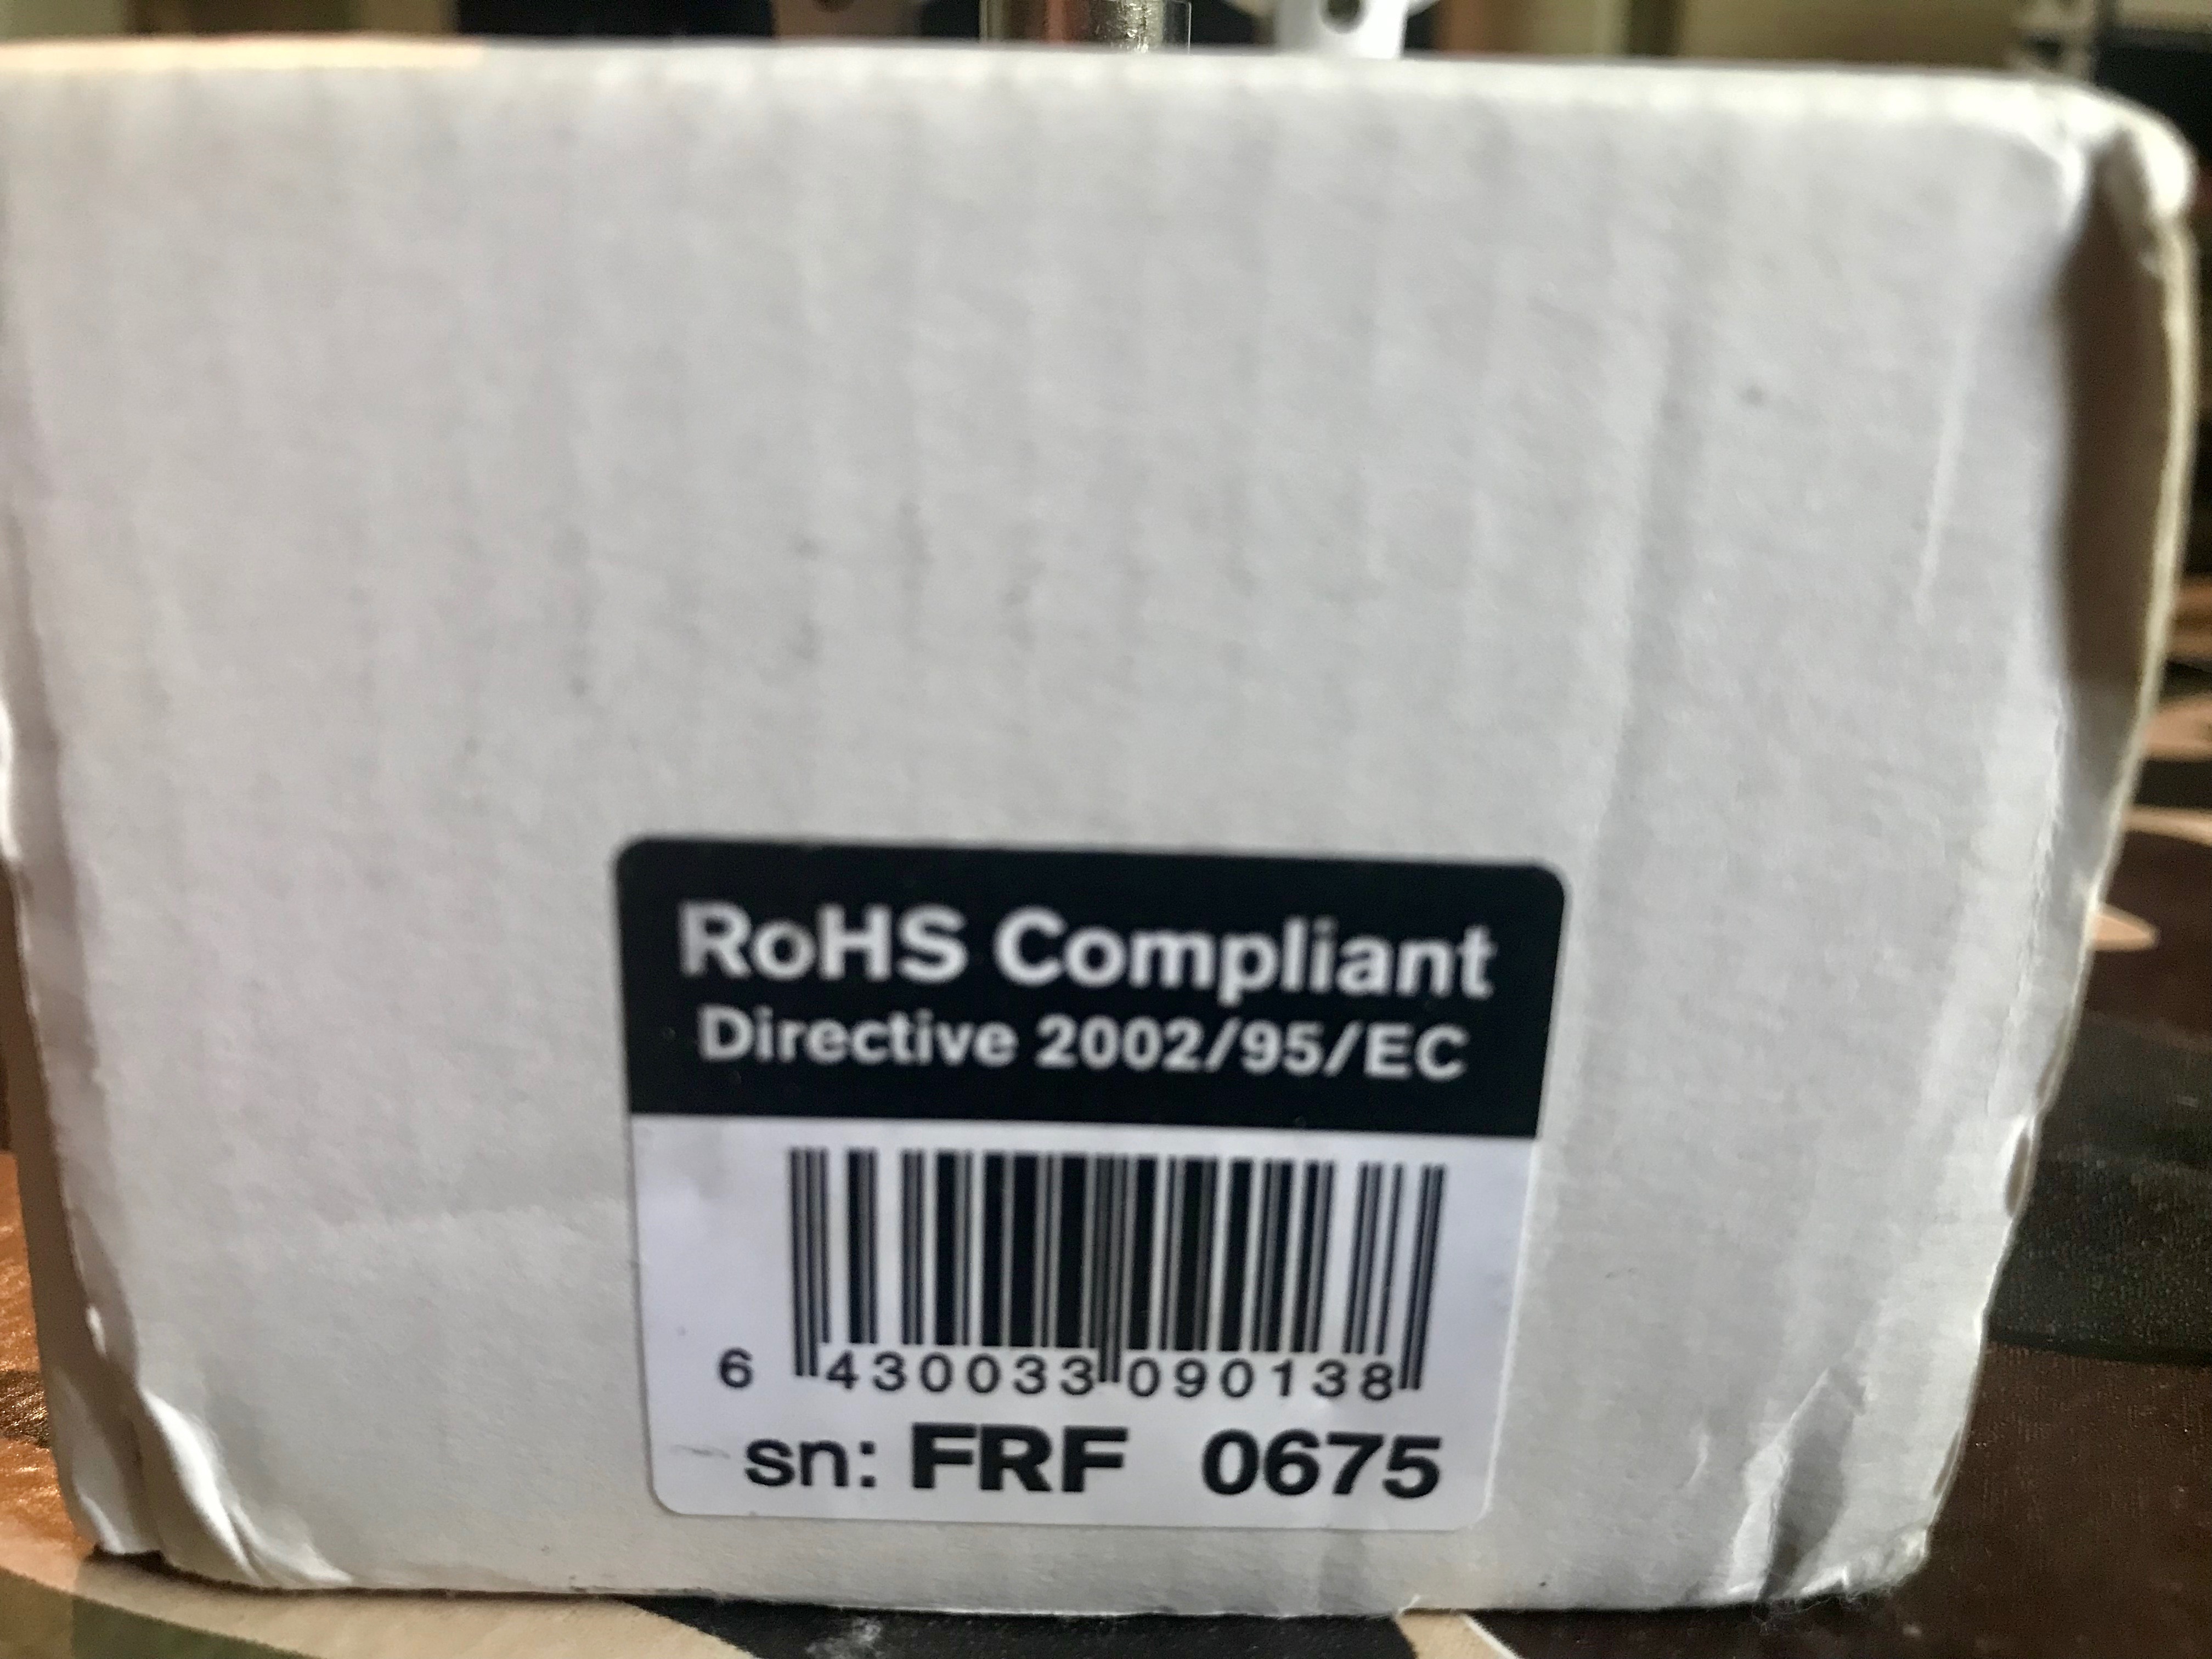 RoHS Compliant
Directive 2002/95/EC
6 430033 090138
sn: FRF 0675